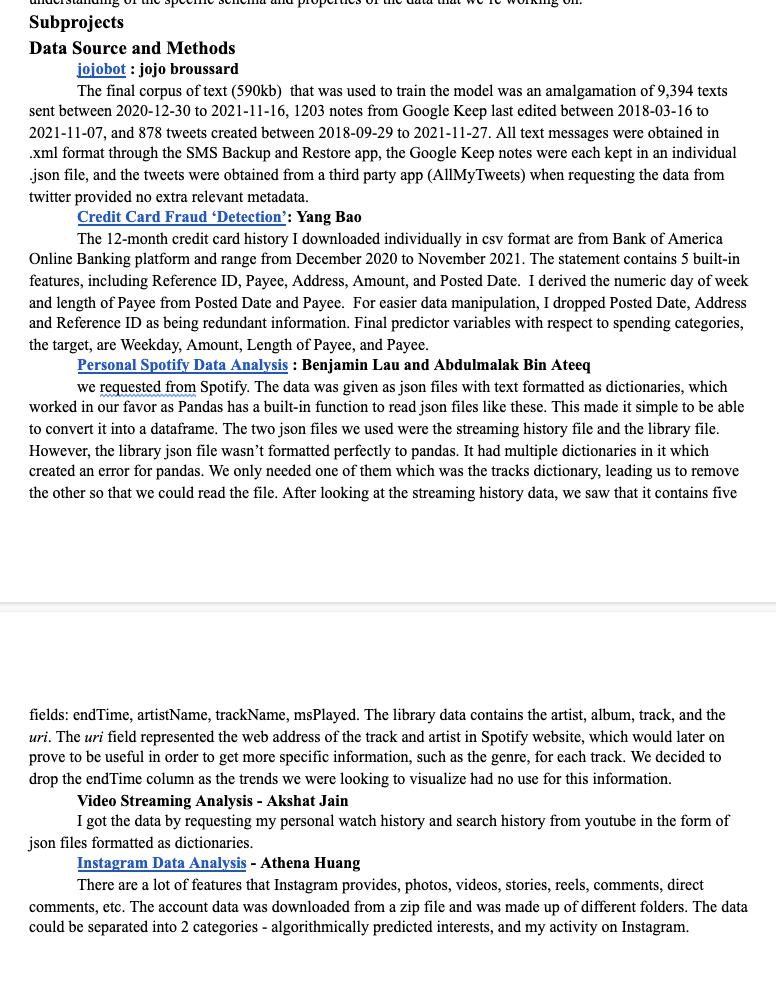 understanding of the specific schema and properties of the data that we're working on.
Subprojects
Data Source and Methods
jojobot : jojo broussard
The final corpus of text (590kb)  that was used to train the model was an amalgamation of 9,394 texts
sent between 2020-12-30 to 2021-11-16, 1203 notes from Google Keep last edited between 2018-03-16 to
2021-11-07, and 878 tweets created between 2018-09-29 to 2021-11-27. All text messages were obtained in
.xml format through the SMS Backup and Restore app, the Google Keep notes were each kept in an individual
.json file, and the tweets were obtained from a third party app (AllMyTweets) when requesting the data from
twitter provided no extra relevant metadata.
Credit Card Fraud ‘Detection’: Yang Bao
The 12-month credit card history I downloaded individually in csv format are from Bank of America
Online Banking platform and range from December 2020 to November 2021. The statement contains 5 built-in
features, including Reference ID, Payee, Address, Amount, and Posted Date.  I derived the numeric day of week
and length of Payee from Posted Date and Payee.  For easier data manipulation, I dropped Posted Date, Address
and Reference ID as being redundant information. Final predictor variables with respect to spending categories,
the target, are Weekday, Amount, Length of Payee, and Payee.
Personal Spotify Data Analysis : Benjamin Lau and Abdulmalak Bin Ateeq
we requested from Spotify. The data was given as json files with text formatted as dictionaries, which
worked in our favor as Pandas has a built-in function to read json files like these. This made it simple to be able
to convert it into a dataframe. The two json files we used were the streaming history file and the library file.
However, the library json file wasn't formatted perfectly to pandas. It had multiple dictionaries in it which
created an error for pandas. We only needed one of them which was the tracks dictionary, leading us to remove
the other so that we could read the file. After looking at the streaming history data, we saw that it contains five
fields: endTime, artistName, trackName, msPlayed. The library data contains the artist, album, track, and the
uri. The uri field represented the web address of the track and artist in Spotify website, which would later on
prove to be useful in order to get more specific information, such as the genre, for each track. We decided to
drop the endTime column as the trends we were looking to visualize had no use for this information.
Video Streaming Analysis - Akshat Jain
I got the data by requesting my personal watch history and search history from youtube in the form of
json files formatted as dictionaries.
Instagram Data Analysis - Athena Huang
There are a lot of features that Instagram provides, photos, videos, stories, reels, comments, direct
comments, etc. The account data was downloaded from a zip file and was made up of different folders. The data
could be separated into 2 categories - algorithmically predicted interests, and my activity on Instagram.